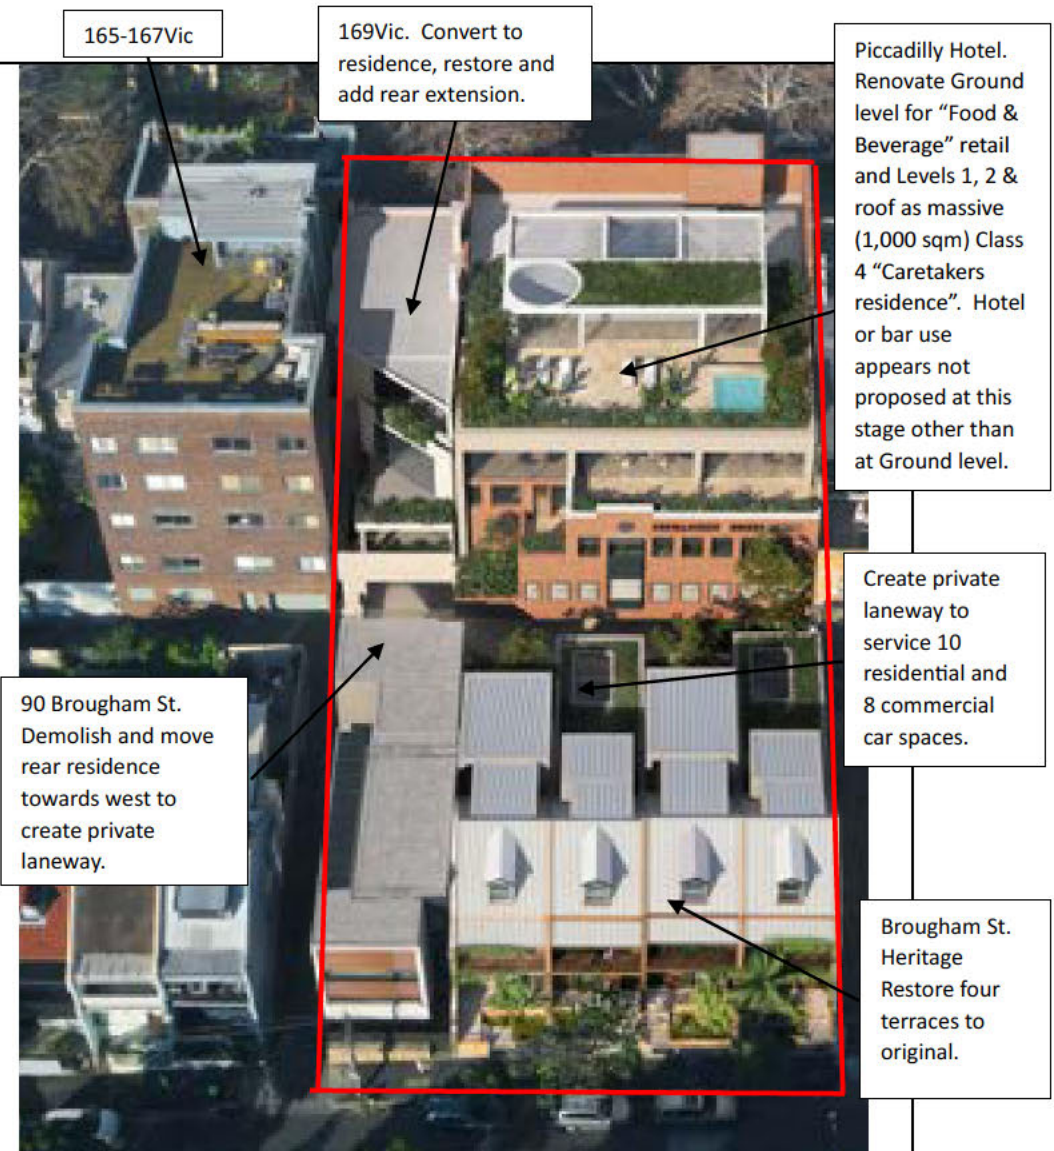 165-167Vic
169Vic. Convert to
residence, restore and
add rear extension.
Piccadilly Hotel.
Renovate Ground
level for “Food &
Beverage” retail
and Levels 1, 2 &
roof as massive
(1,000 sqm) Class
4 “Caretakers
residence”. Hotel
or bar use
appears not
proposed at this
stage other than
at Ground level.
Create private
laneway to
service 10
residential and
8 commercial
car spaces.
90 Brougham St.
Demolish and move
rear residence
towards west to
create private
laneway.
Brougham St.
Heritage
Restore four
terraces to
original.